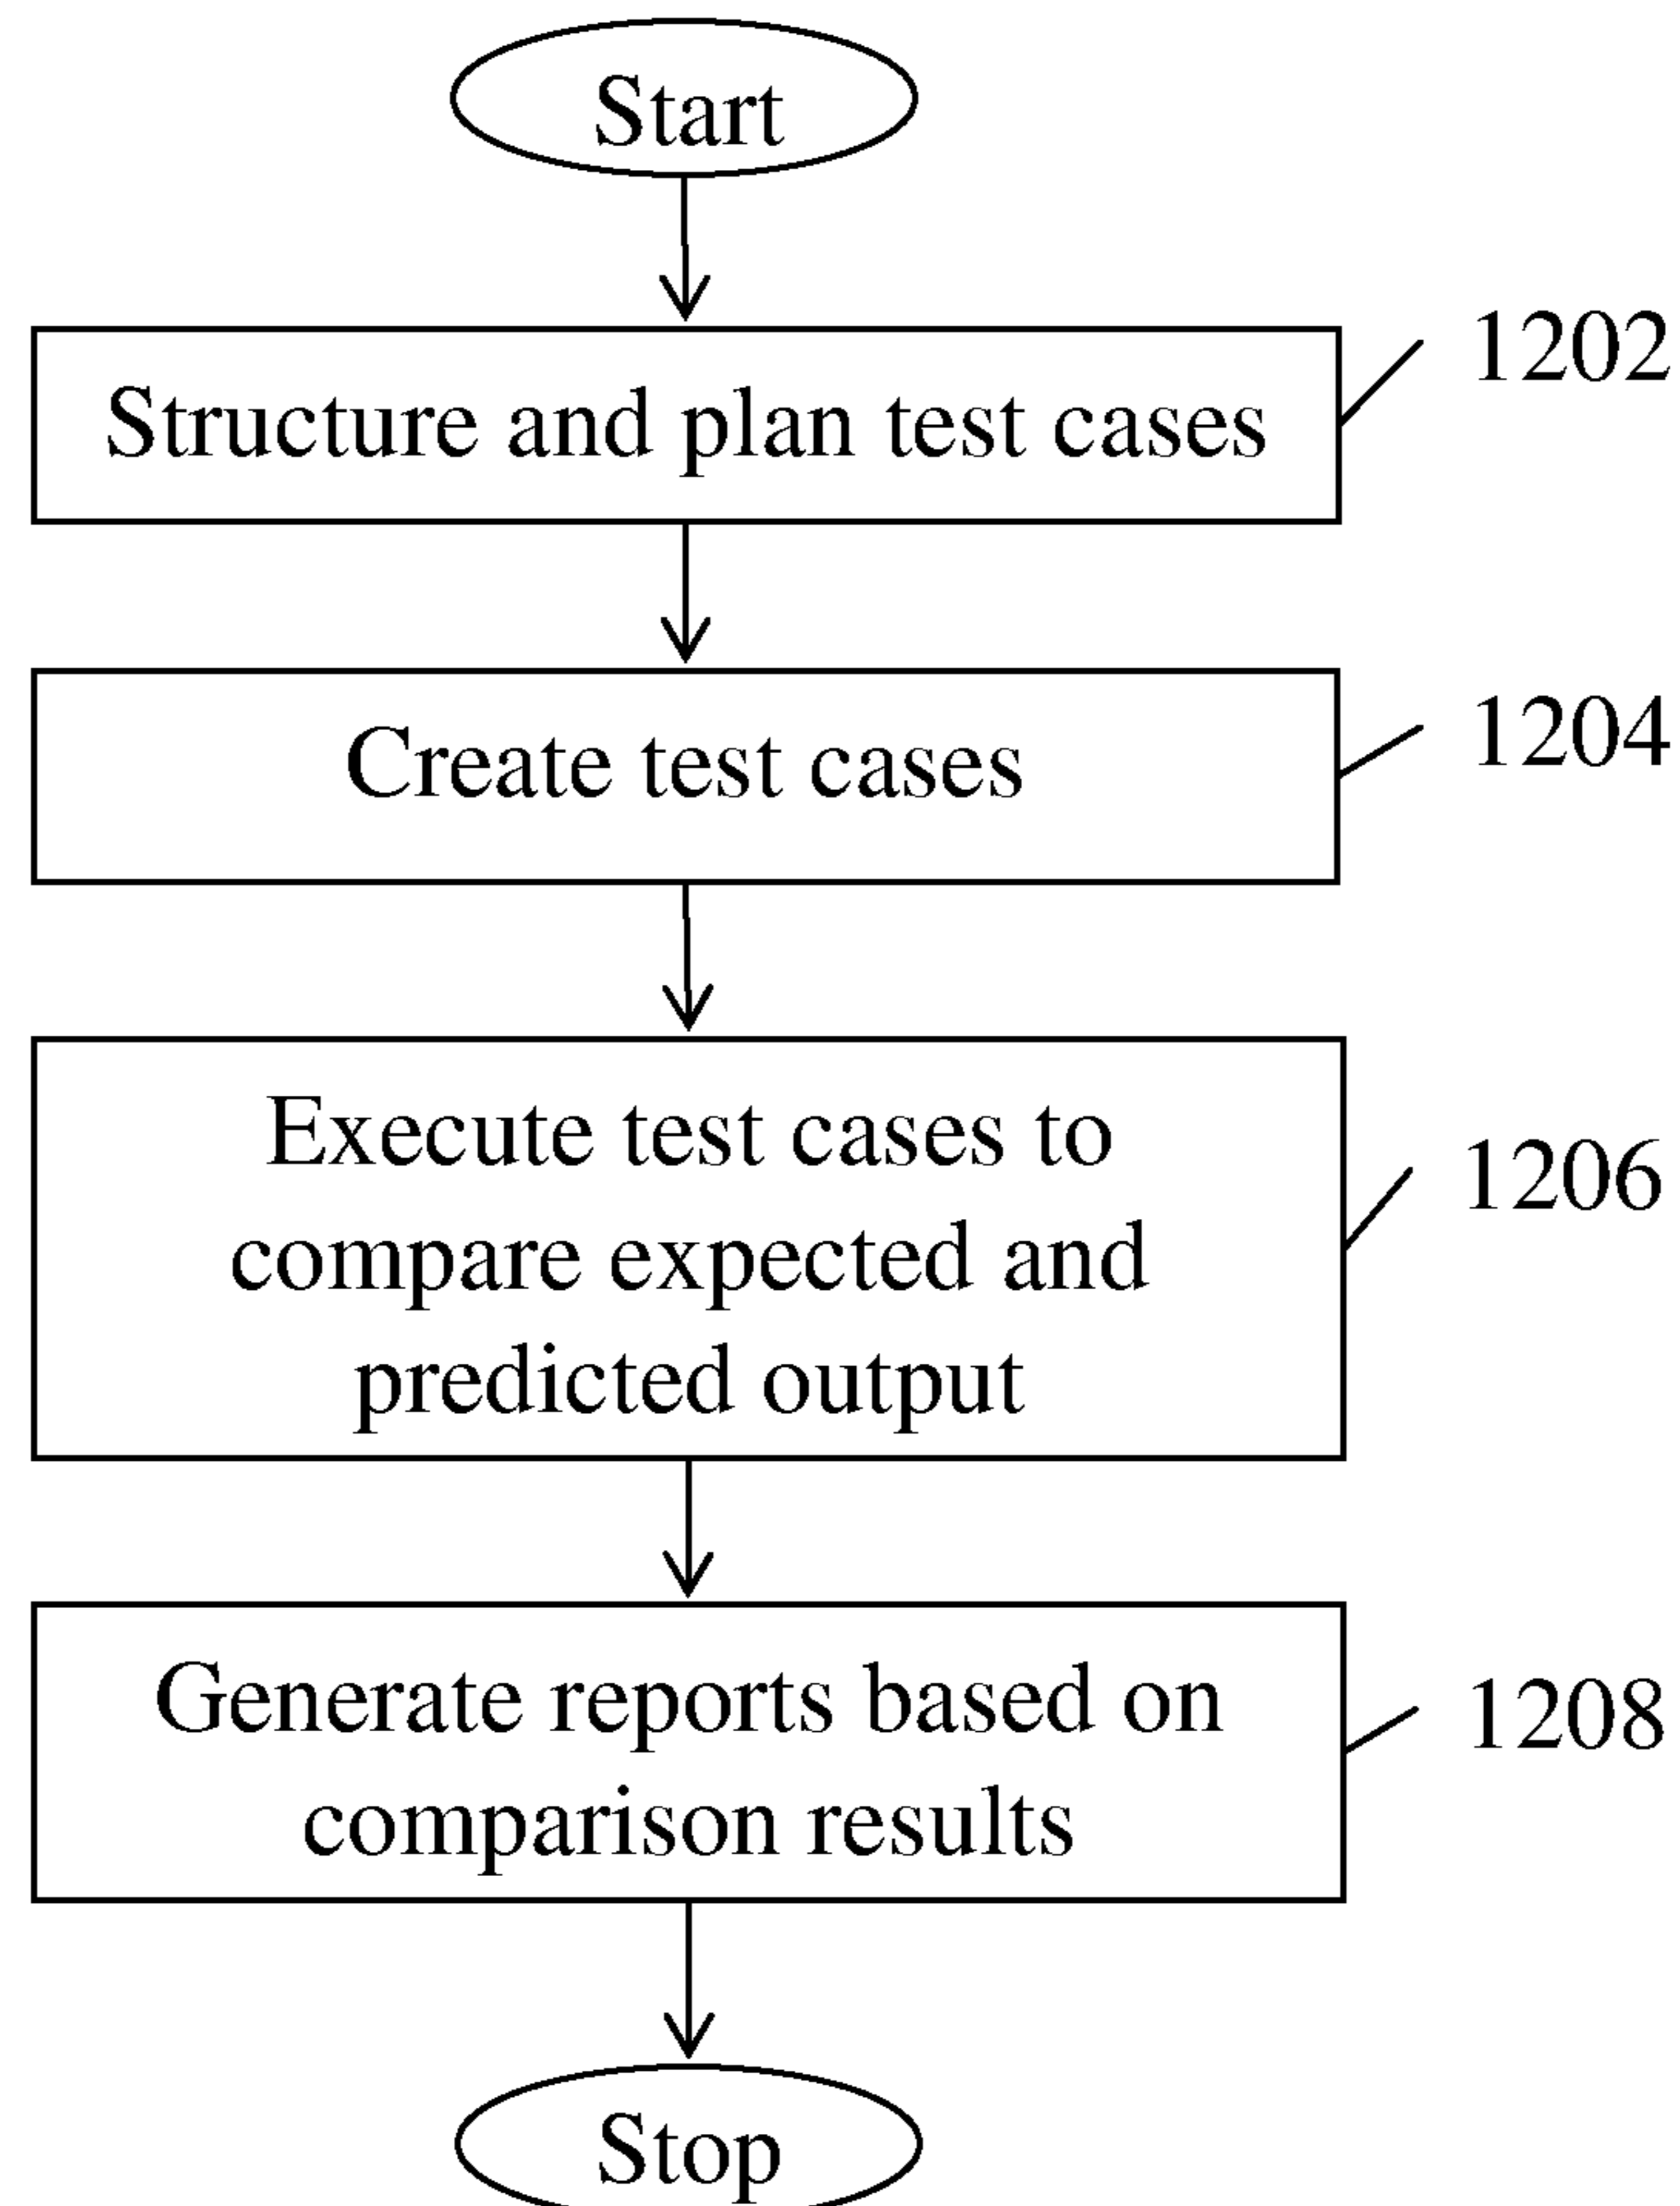 Start
1202
Structure and plan test cases
1204
Create test cases
Execute test cases to
1206
compare expected and
predicted output
Generate reports based on
1208
comparison results
Stop